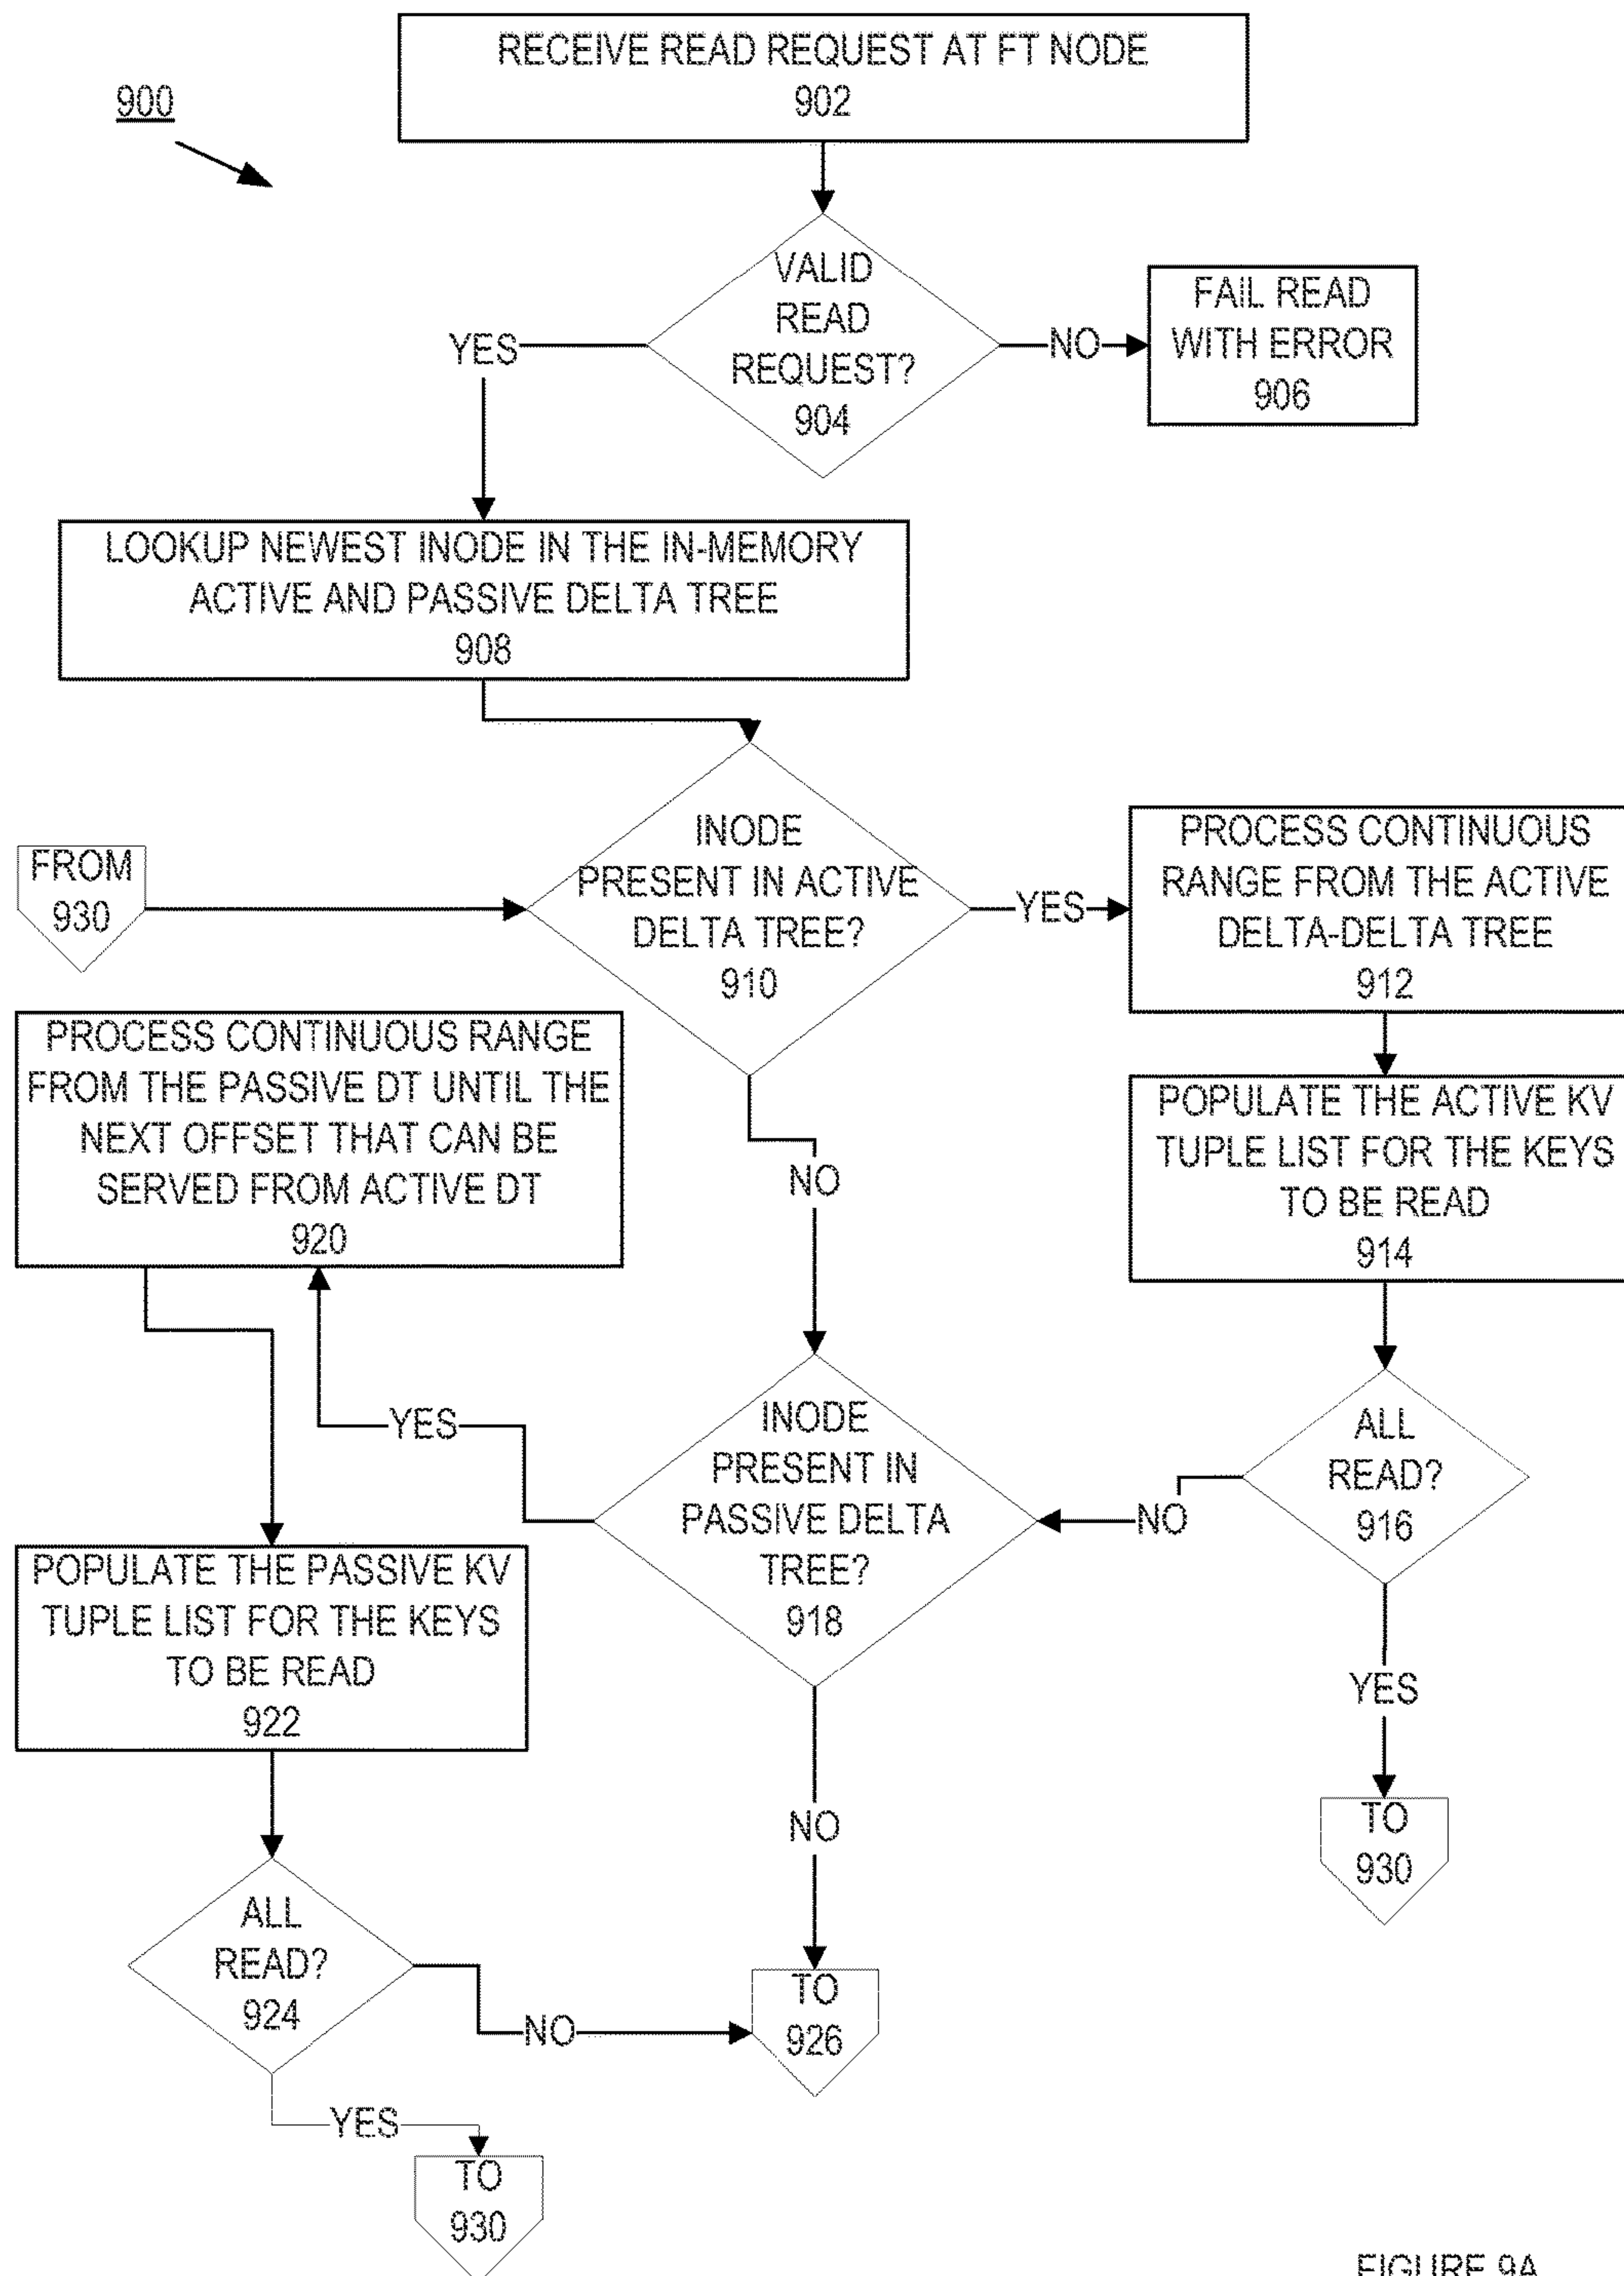 RECEIVE READ REQUEST AT FT NODE
902
900
VALID
READ
REQUEST?
904
YES
NO
FAIL READ
WITH ERROR
906
LOOKUP NEWEST INODE IN THE IN-MEMORY
ACTIVE AND PASSIVE DELTA TREE
908
FROM
930
INODE
PRESENT IN ACTIVE
DELTA TREE?
910
YES
PROCESS CONTINUOUS
RANGE FROM THE ACTIVE
DELTA-DELTA TREE
912
PROCESS CONTINUOUS RANGE
FROM THE PASSIVE DT UNTIL THE
NEXT OFFSET THAT CAN BE
SERVED FROM ACTIVE DT
920
NO
POPULATE THE ACTIVE KV
TUPLE LIST FOR THE KEYS
TO BE READ
914
YES
INODE
PRESENT IN
PASSIVE DELTA
TREE?
918
NO
ALL
READ?
916
POPULATE THE PASSIVE KV
TUPLE LIST FOR THE KEYS
TO BE READ
922
YES
NO
TO
930
ALL
READ?
924
NO
TO
926
YES
TO
930
FIGURE 9A